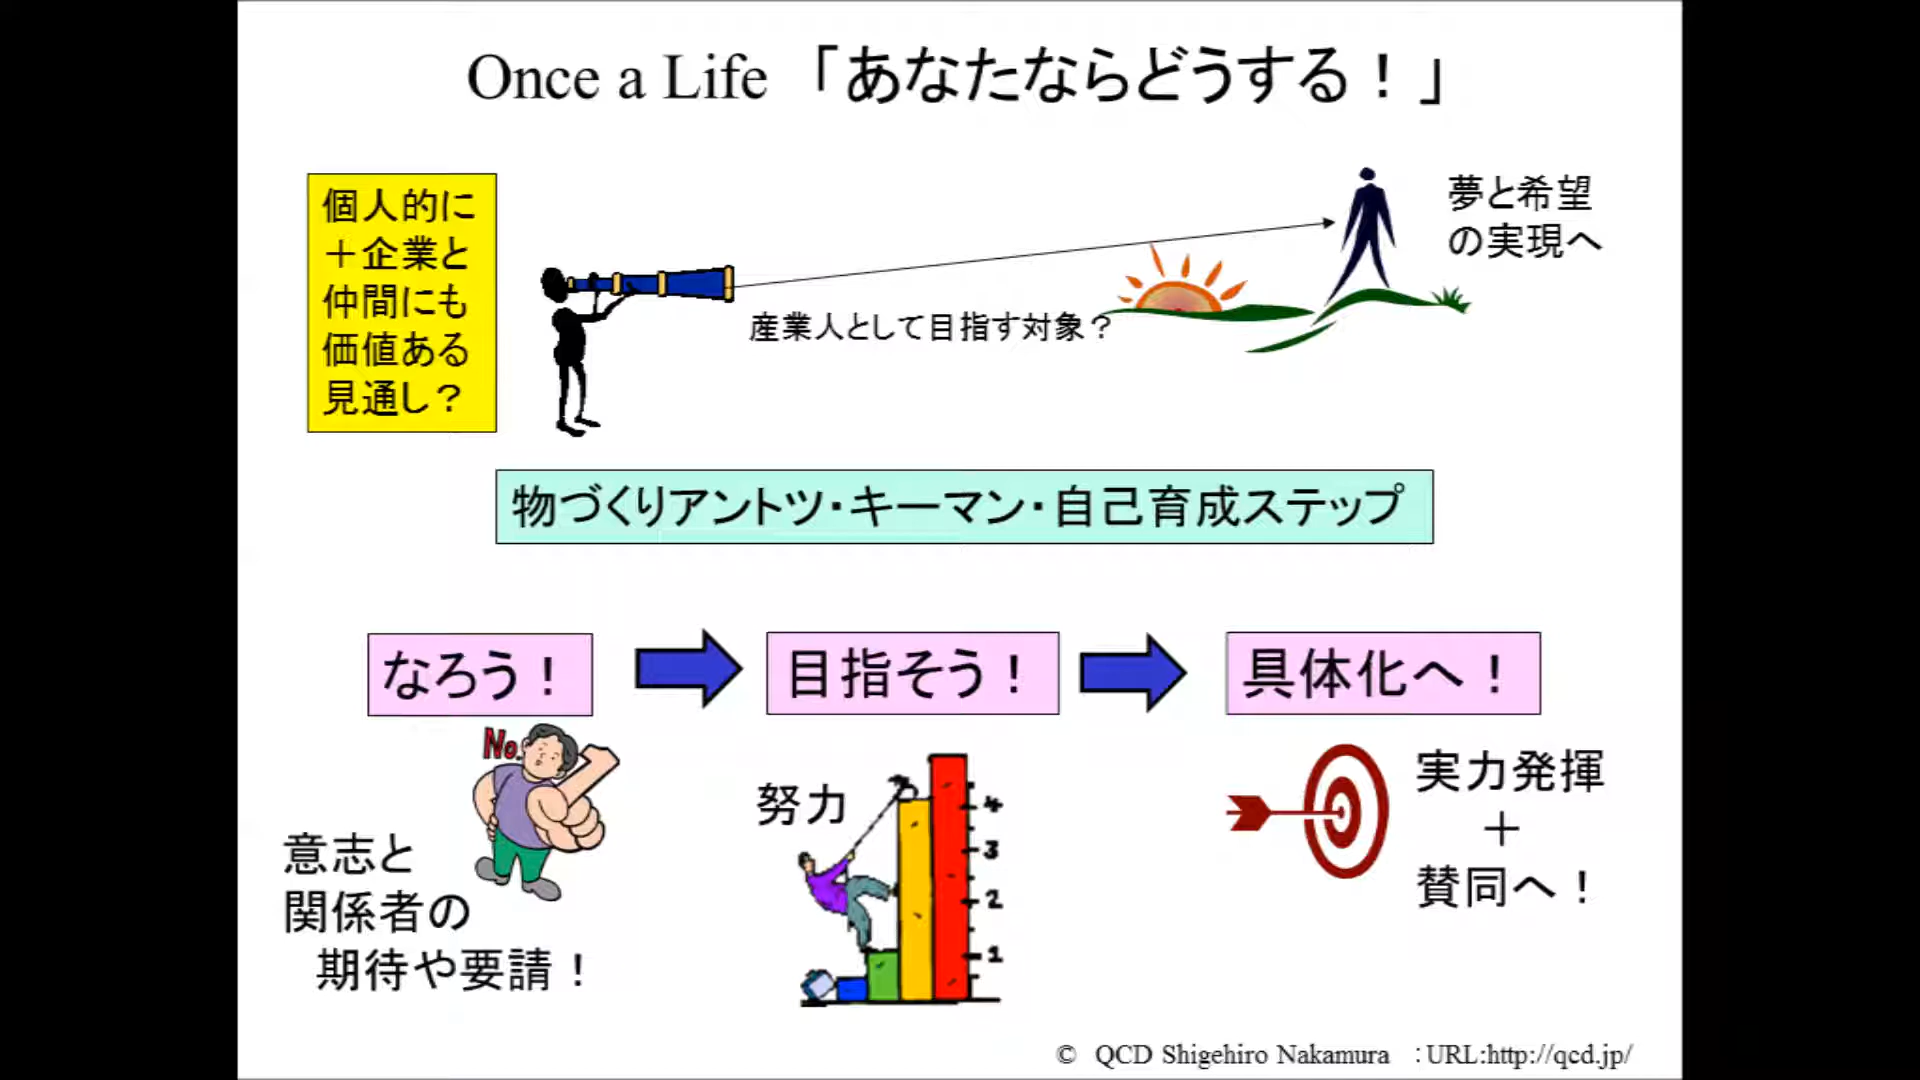 Once a Life 「あなたならどうする！」
個人的に
＋企業と
仲間にも
価値ある
見通し？
夢と希望
の実現へ
産業人として目指す対象？
物づくりアントツ・キーマン・自己育成ステップ
なろう！
目指そう！
具体化へ！
No.
意志と
関係者の
期待や要請！
努力
4
3
2
1
実力発揮
＋
賛同へ！
© QCD Shigehiro Nakamura ：URL:http://qcd.jp/